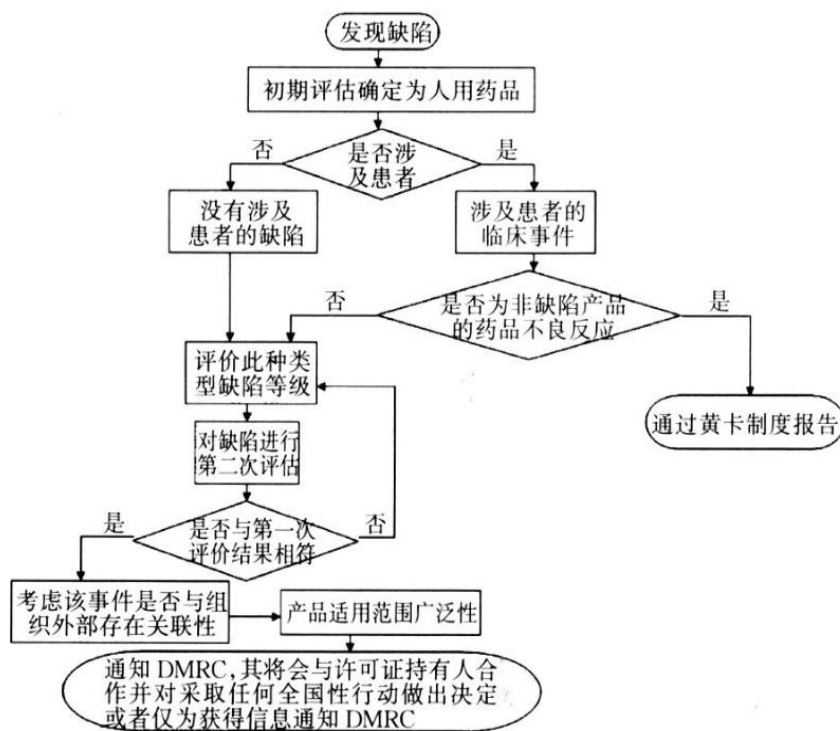 发现缺陷
初期评估确定为人用药品
否
是否涉
及患者
是
没有涉及
患者的缺陷
涉及患者的
临床事件
否
是否为非缺陷产品
的药品不良反应
是
评价此种类
型缺陷等级
通过黄卡制度报告
对缺陷进行
第二次评估
是
是否与第一次
评价结果相符
否
考虑该事件是否与组
织外部存在关联性
产品适用范围广泛性
通知DMRC,其将会与许可证持有人合
作并对采取任何全国性行动做出决定
或者仅为获得信息通知DMRC